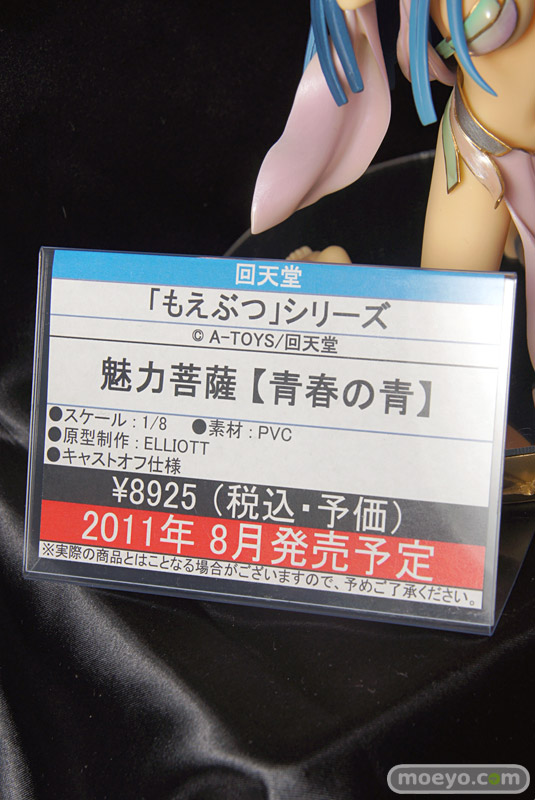 回天堂
「もえぶつ」シリーズ
© A-TOYS/回天堂
魅力菩薩【青春の青】
●スケール：1/8　●素材：PVC
●原型制作：ELLIOTT
●キャストオフ仕様
¥8925（税込・予価）
2011年 8月発売予定
※実際の商品とはことなる場合がございますので、予めご了承ください。
moeyo.com